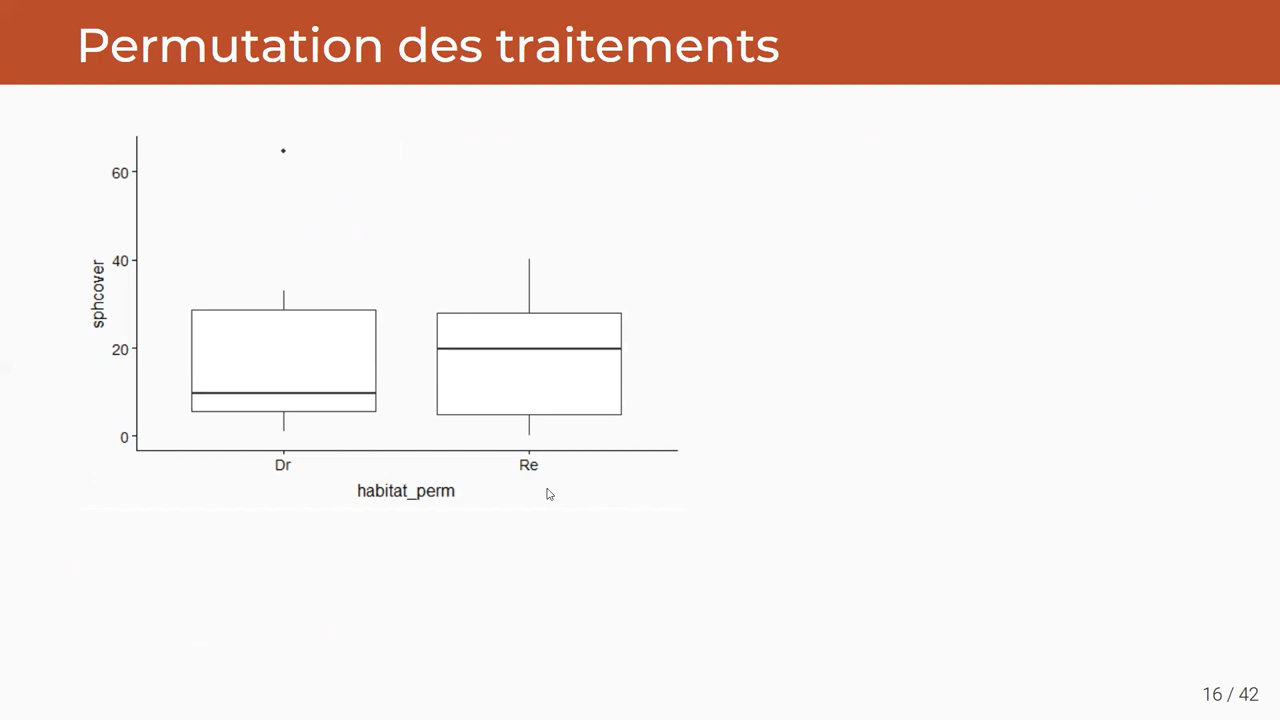 Permutation des traitements
60
40
20
0
sphcover
Dr
Re
habitat_perm
16 / 42